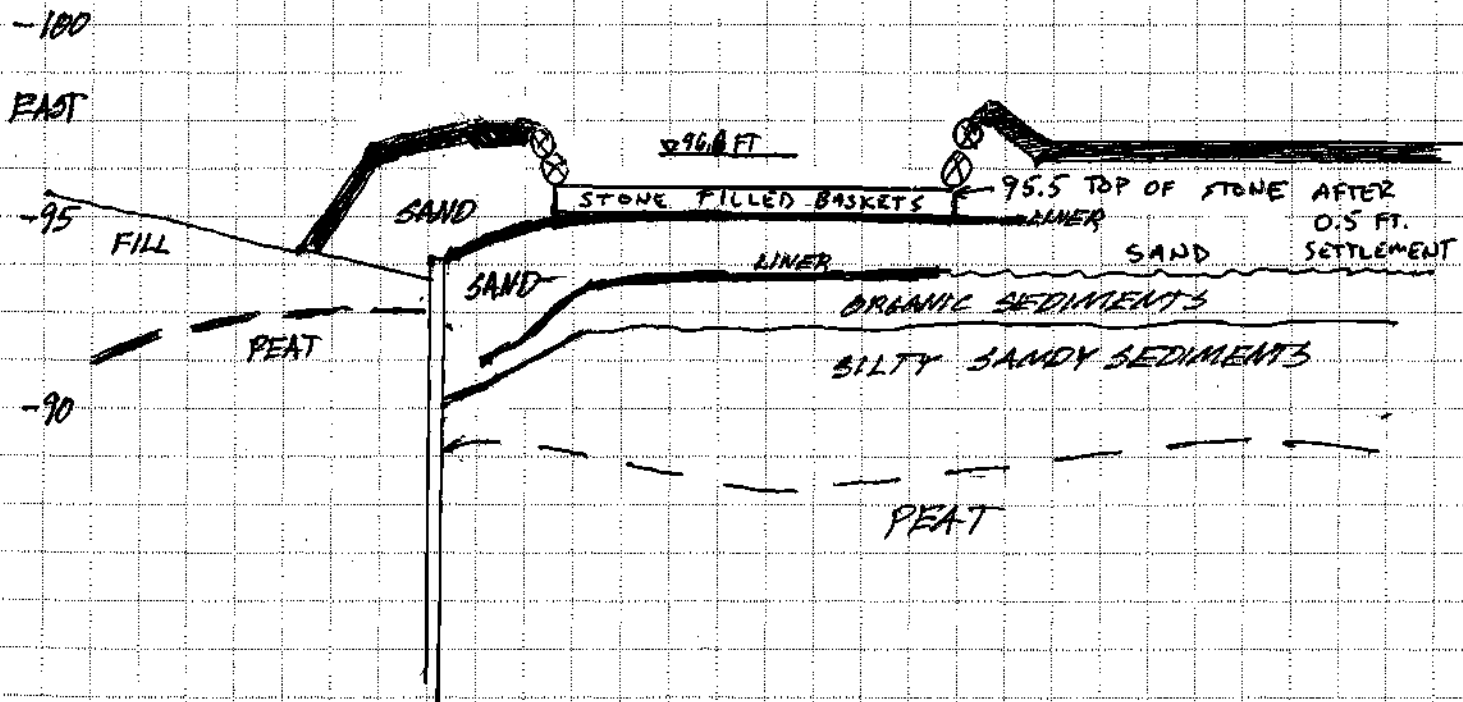 -100
EAST
96.8 FT
STONE FILLED BASKETS
95.5 TOP OF STONE AFTER
0.5 FT.
SETTLEMENT
SAND
LINER
-95
FILL
LINER
SAND
SAND
ORGANIC SEDIMENTS
PEAT
SILTY SANDY SEDIMENTS
-90
PEAT